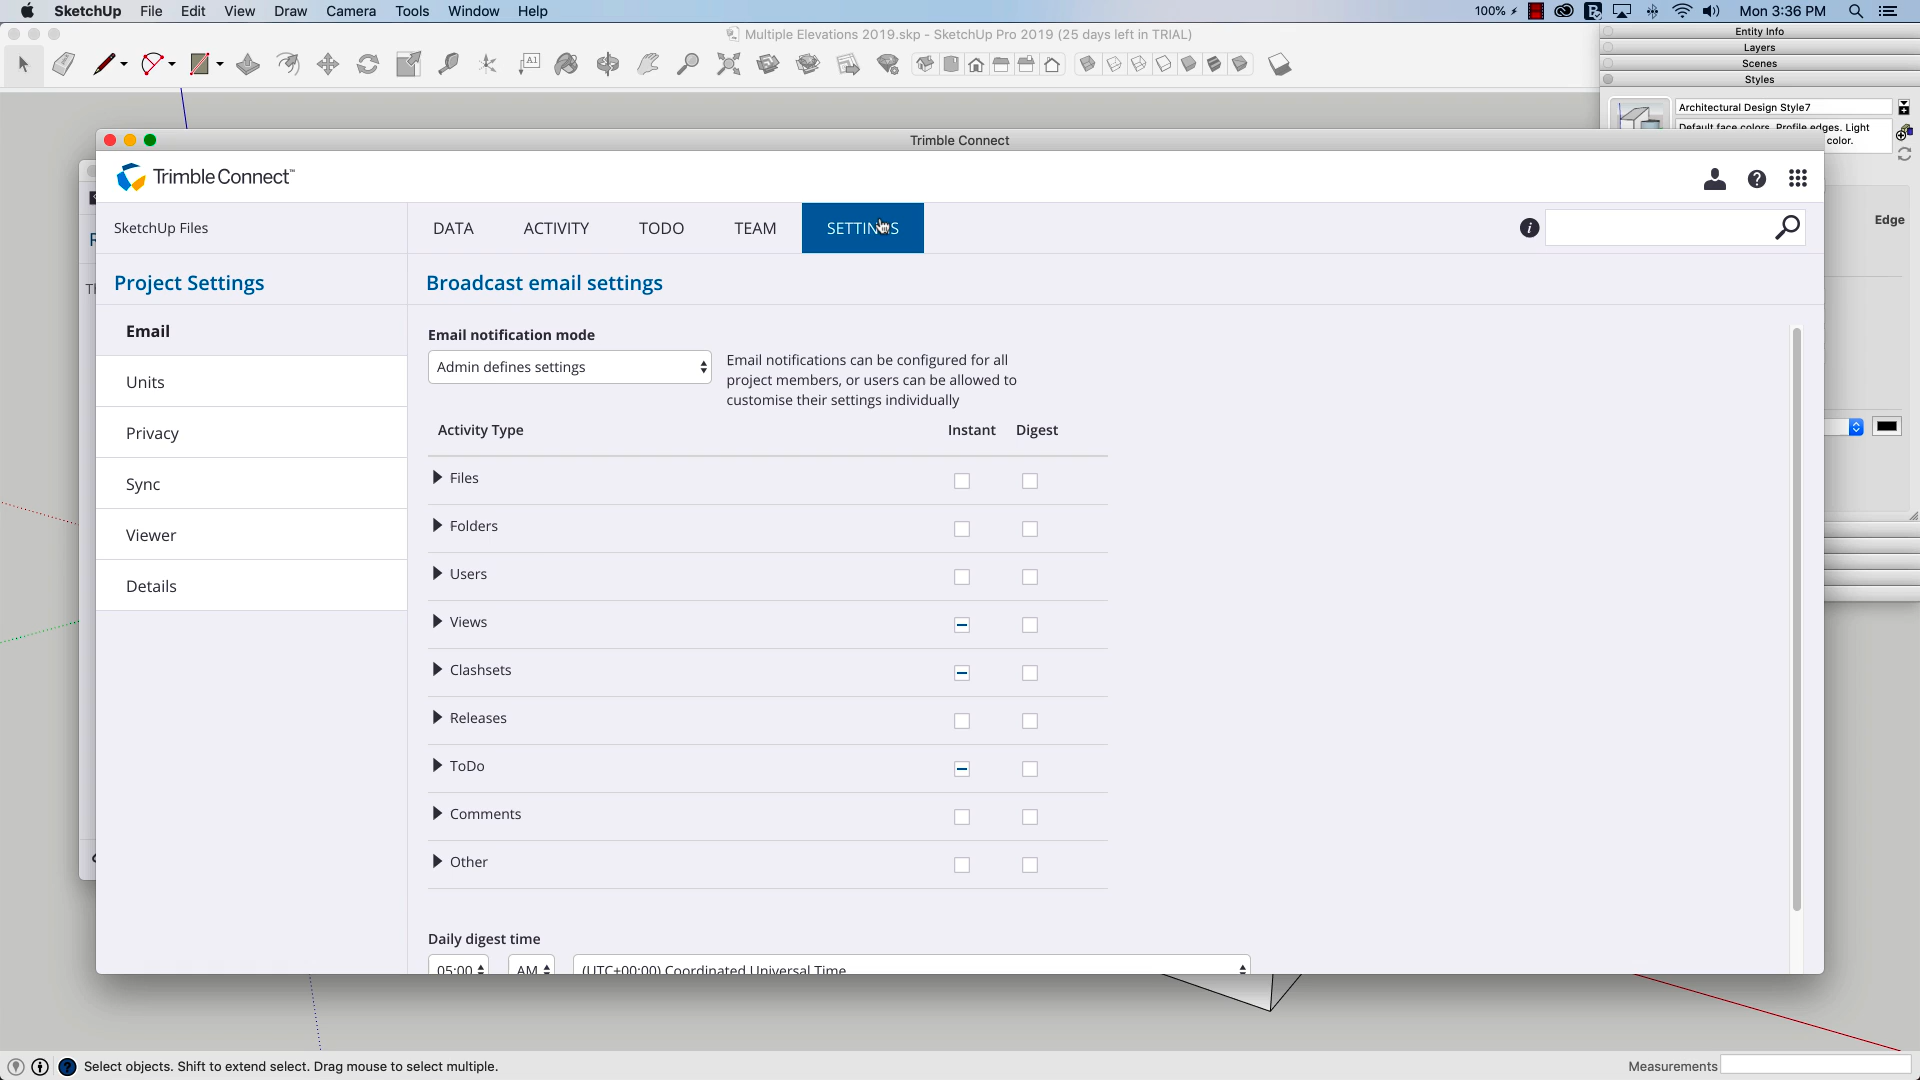 SketchUp File Edit View Draw Camera Tools Window Help 100% Mon 3:36 PM
Multiple Elevations 2019.skp - SketchUp Pro 2019 (25 days left in TRIAL)
Entity Info
Layers
Scenes
Styles
A1
Architectural Design Style7
Default face colors. Profile edges. Light
color.
Trimble Connect
Trimble Connect™
SketchUp Files
DATA ACTIVITY TODO TEAM SETTINGS
Edge
Project Settings
Broadcast email settings
Email
Units
Privacy
Sync
Viewer
Details
Email notification mode
Admin defines settings
Email notifications can be configured for all
project members, or users can be allowed to
customise their settings individually
Activity Type Instant Digest
Files
Folders
Users
Views
Clashsets
Releases
ToDo
Comments
Other
Daily digest time
05:00 AM (UTC+00:00) Coordinated Universal Time
Select objects. Shift to extend select. Drag mouse to select multiple.
Measurements